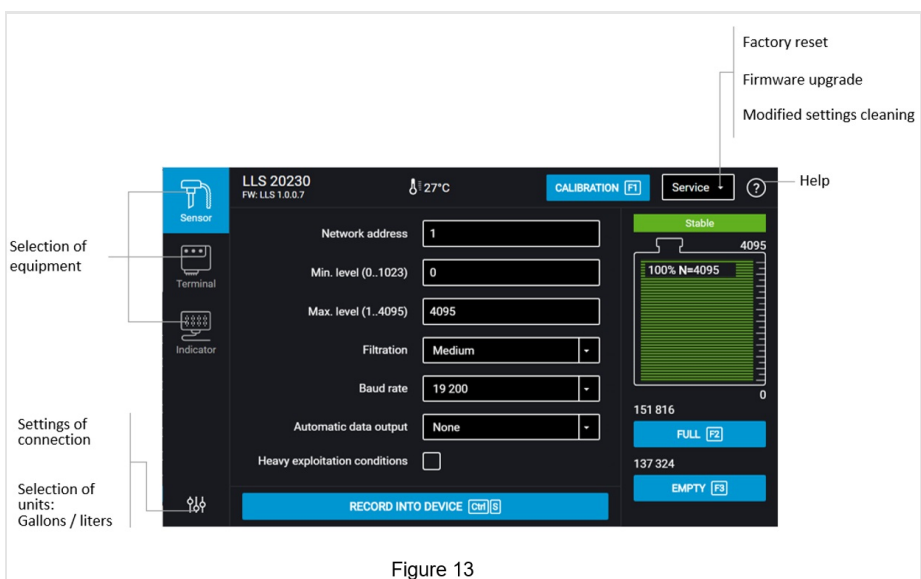 Factory reset
Firmware upgrade
Modified settings cleaning
Help
Selection of
equipment
Settings of
connection
Selection of
units:
Gallons / liters
Sensor
Terminal
Indicator
LLS 20230
FW: LLS 1.0.0.7
27°C
CALIBRATION F1
Service
?
Network address 1
Min. level (0..1023) 0
Max. level (1..4095) 4095
Filtration Medium
Baud rate 19 200
Automatic data output None
Heavy exploitation conditions
RECORD INTO DEVICE Ctrl S
Stable
4095
100% N=4095
0
151 816
FULL F2
137 324
EMPTY F3
Figure 13